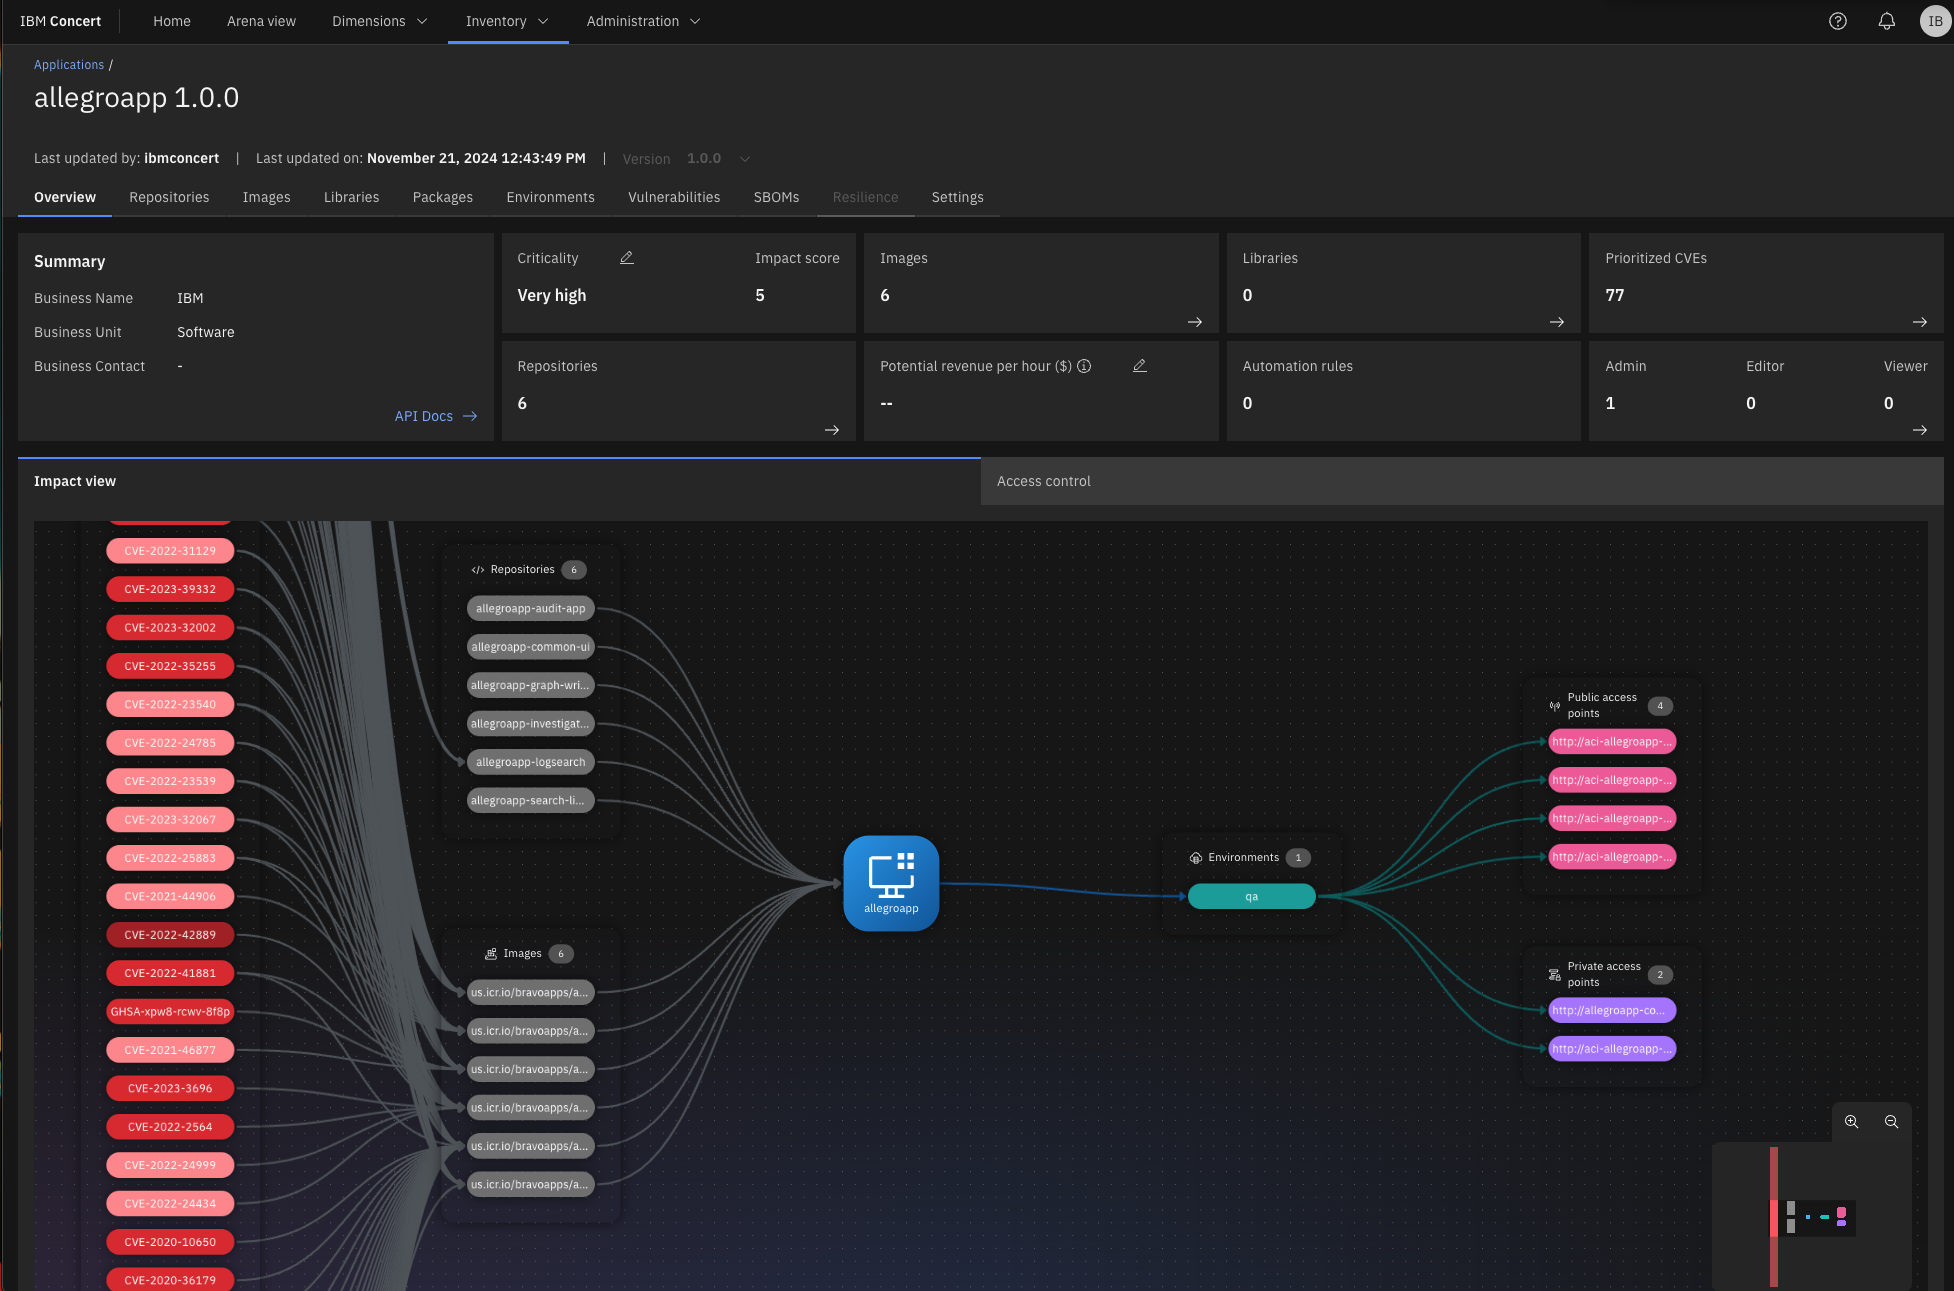 IBM Concert
Home
Arena view
Dimensions
Inventory
Administration
IB
Applications /
allegroapp 1.0.0
Last updated by: ibmconcert | Last updated on: November 21, 2024 12:43:49 PM | Version 1.0.0
Overview
Repositories
Images
Libraries
Packages
Environments
Vulnerabilities
SBOMs
Resilience
Settings
Summary
Business Name IBM
Business Unit Software
Business Contact -
API Docs
Criticality
Very high
Impact score
5
Images
6
Libraries
0
Prioritized CVEs
77
Repositories
6
Potential revenue per hour ($)
--
Automation rules
0
Admin
1
Editor
0
Viewer
0
Impact view
Access control
CVE-2022-31129
CVE-2023-39332
CVE-2023-32002
CVE-2022-35255
CVE-2022-23540
CVE-2022-24785
CVE-2022-23539
CVE-2023-32067
CVE-2022-25883
CVE-2021-44906
CVE-2022-42889
CVE-2022-41881
GHSA-xpw8-rcwv-8f8p
CVE-2021-46877
CVE-2023-3696
CVE-2022-2564
CVE-2022-24999
CVE-2022-24434
CVE-2020-10650
CVE-2020-36179
Repositories 6
allegroapp-audit-app
allegroapp-common-ui
allegroapp-graph-wri...
allegroapp-investigat...
allegroapp-logsearch
allegroapp-search-li...
Images 6
us.icr.io/bravoapps/a...
us.icr.io/bravoapps/a...
us.icr.io/bravoapps/a...
us.icr.io/bravoapps/a...
us.icr.io/bravoapps/a...
us.icr.io/bravoapps/a...
allegroapp
Environments 1
qa
Public access
points
4
http://aci-allegroapp-...
http://aci-allegroapp-...
http://aci-allegroapp-...
http://aci-allegroapp-...
Private access
points
2
http://allegroapp-co...
http://aci-allegroapp-...